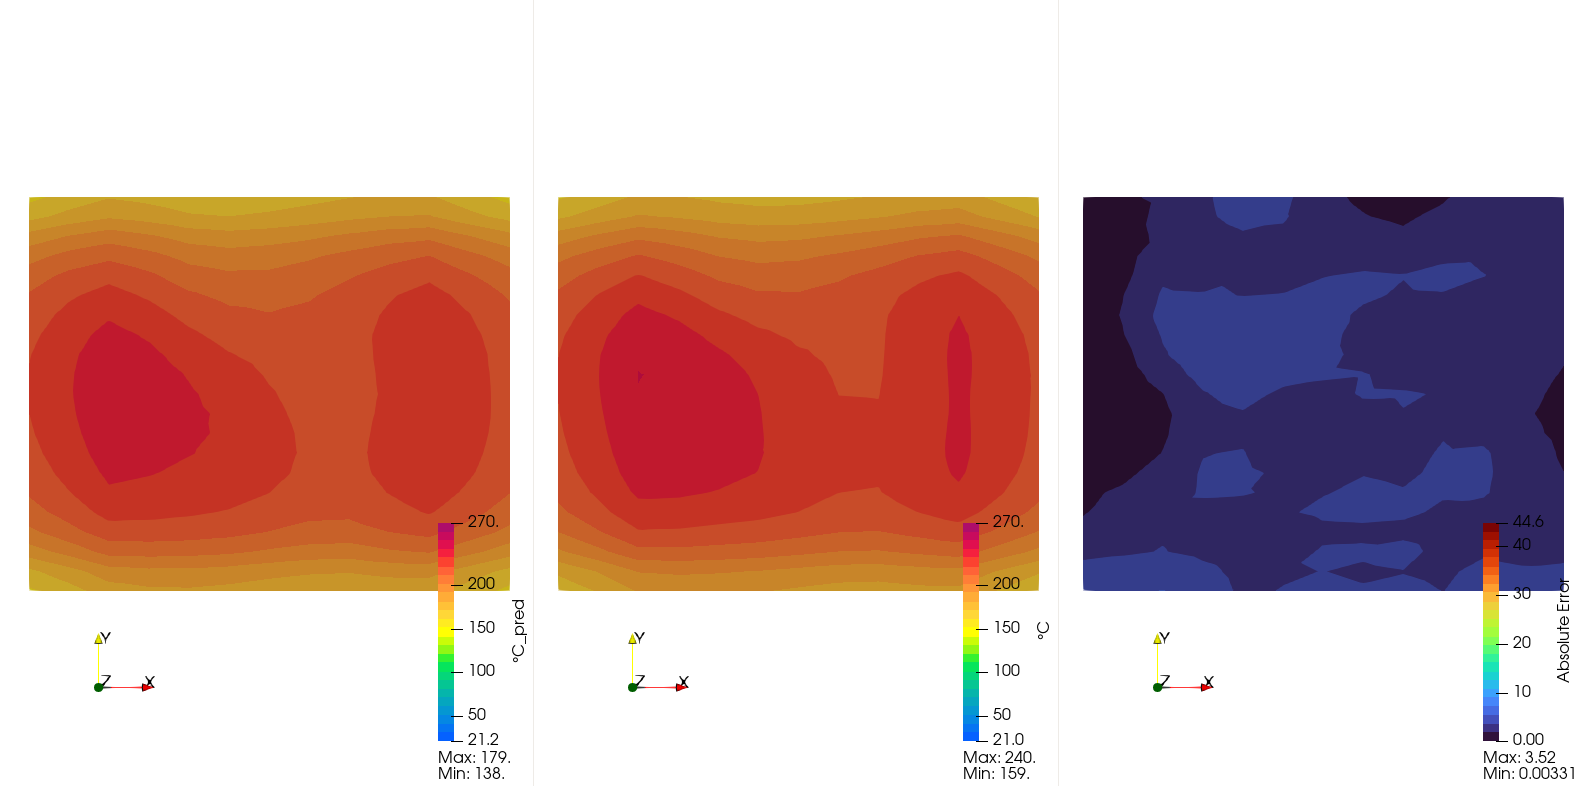 270.
200
150
100
50
21.2
°C_pred
Max: 179.
Min: 138.
Y
Z
X
270.
200
150
100
50
21.0
°C
Max: 240.
Min: 159.
Y
Z
X
44.6
40
30
20
10
0.00
Absolute Error
Max: 3.52
Min: 0.00331
Y
Z
X